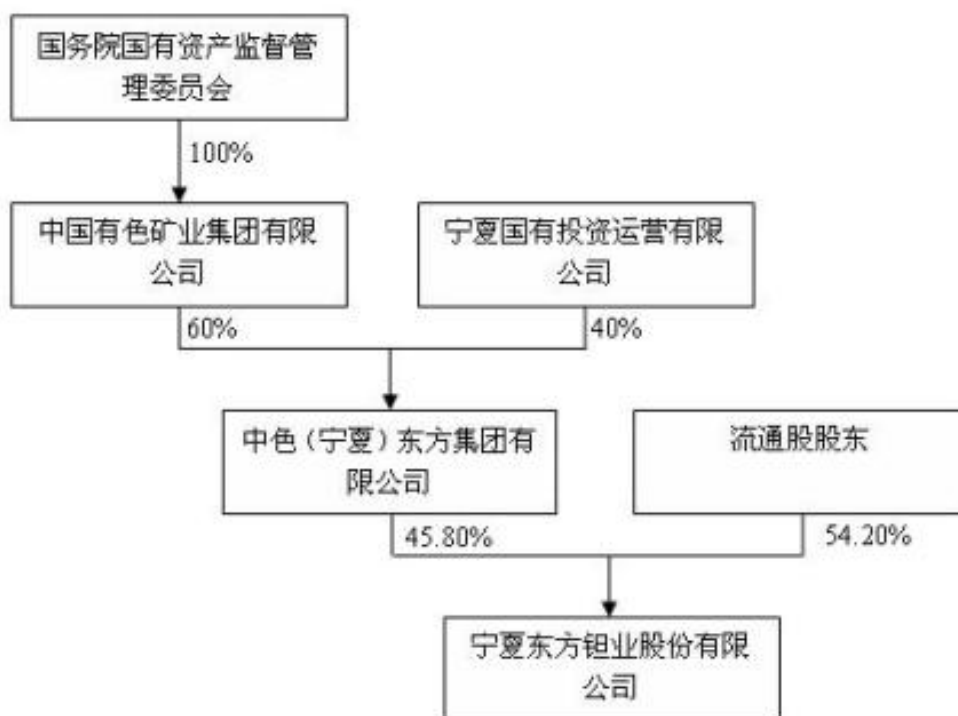 国务院国有资产监督管
理委员会
100%
中国有色矿业集团有限
公司
宁夏国有投资运营有限
公司
60%
40%
中色（宁夏）东方集团有
限公司
流通股股东
45.80%
54.20%
宁夏东方钽业股份有限
公司